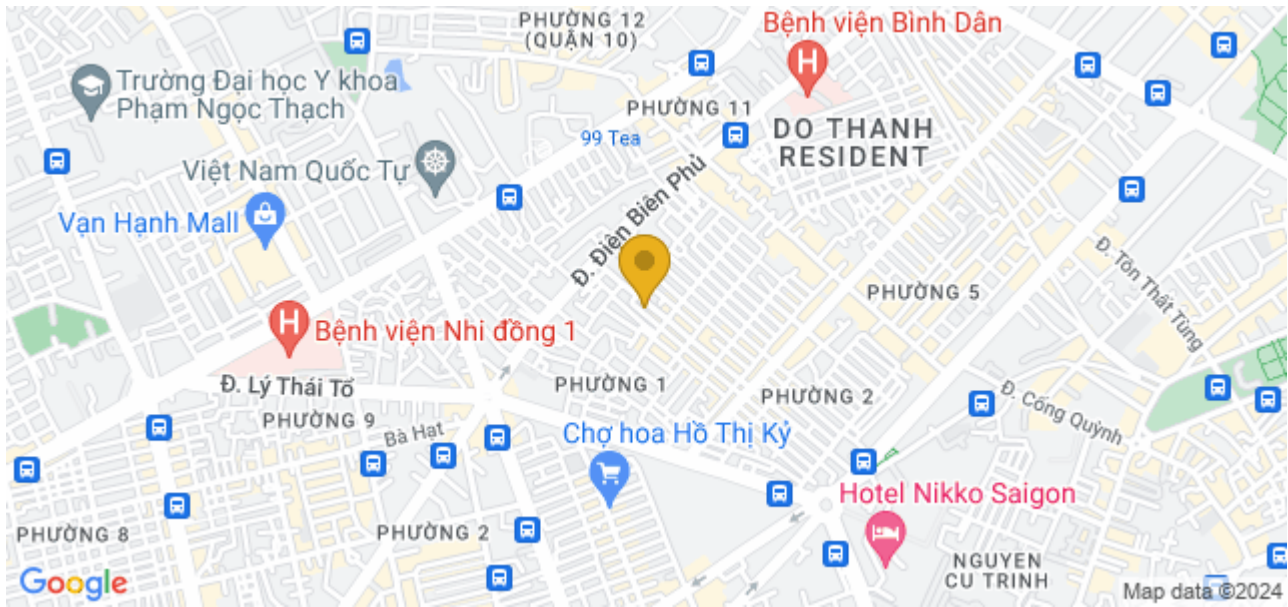 PHƯỜNG 12
(QUẬN 10)
Bệnh viện Bình Dân
Trường Đại học Y khoa
Phạm Ngọc Thạch
PHƯỜNG 11
99 Tea
DO THANH
RESIDENT
Việt Nam Quốc Tự
Đ. Điện Biên Phủ
Vạn Hạnh Mall
Đ. Tôn Thất Tùng
PHƯỜNG 5
Bệnh viện Nhi đồng 1
Đ. Lý Thái Tổ
PHƯỜNG 1
PHƯỜNG 2
Đ. Cống Quỳnh
PHƯỜNG 9
Bà Hạt
Chợ hoa Hồ Thị Kỷ
Hotel Nikko Saigon
PHƯỜNG 8
PHƯỜNG 2
NGUYEN
CU TRINH
Google
Map data ©2024